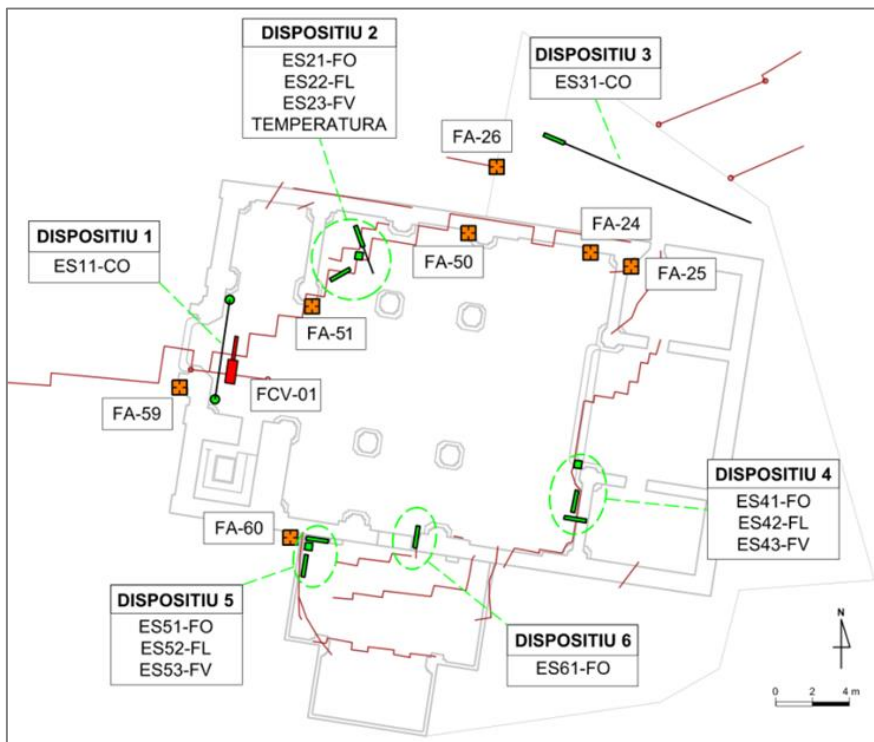 DISPOSITIU 2
ES21-FO
ES22-FL
ES23-FV
TEMPERATURA
DISPOSITIU 3
ES31-CO
FA-26
DISPOSITIU 1
ES11-CO
FA-24
FA-50
FA-25
FA-51
FA-59
FCV-01
DISPOSITIU 4
ES41-FO
ES42-FL
ES43-FV
FA-60
DISPOSITIU 5
ES51-FO
ES52-FL
ES53-FV
DISPOSITIU 6
ES61-FO
N
0 2 4 m